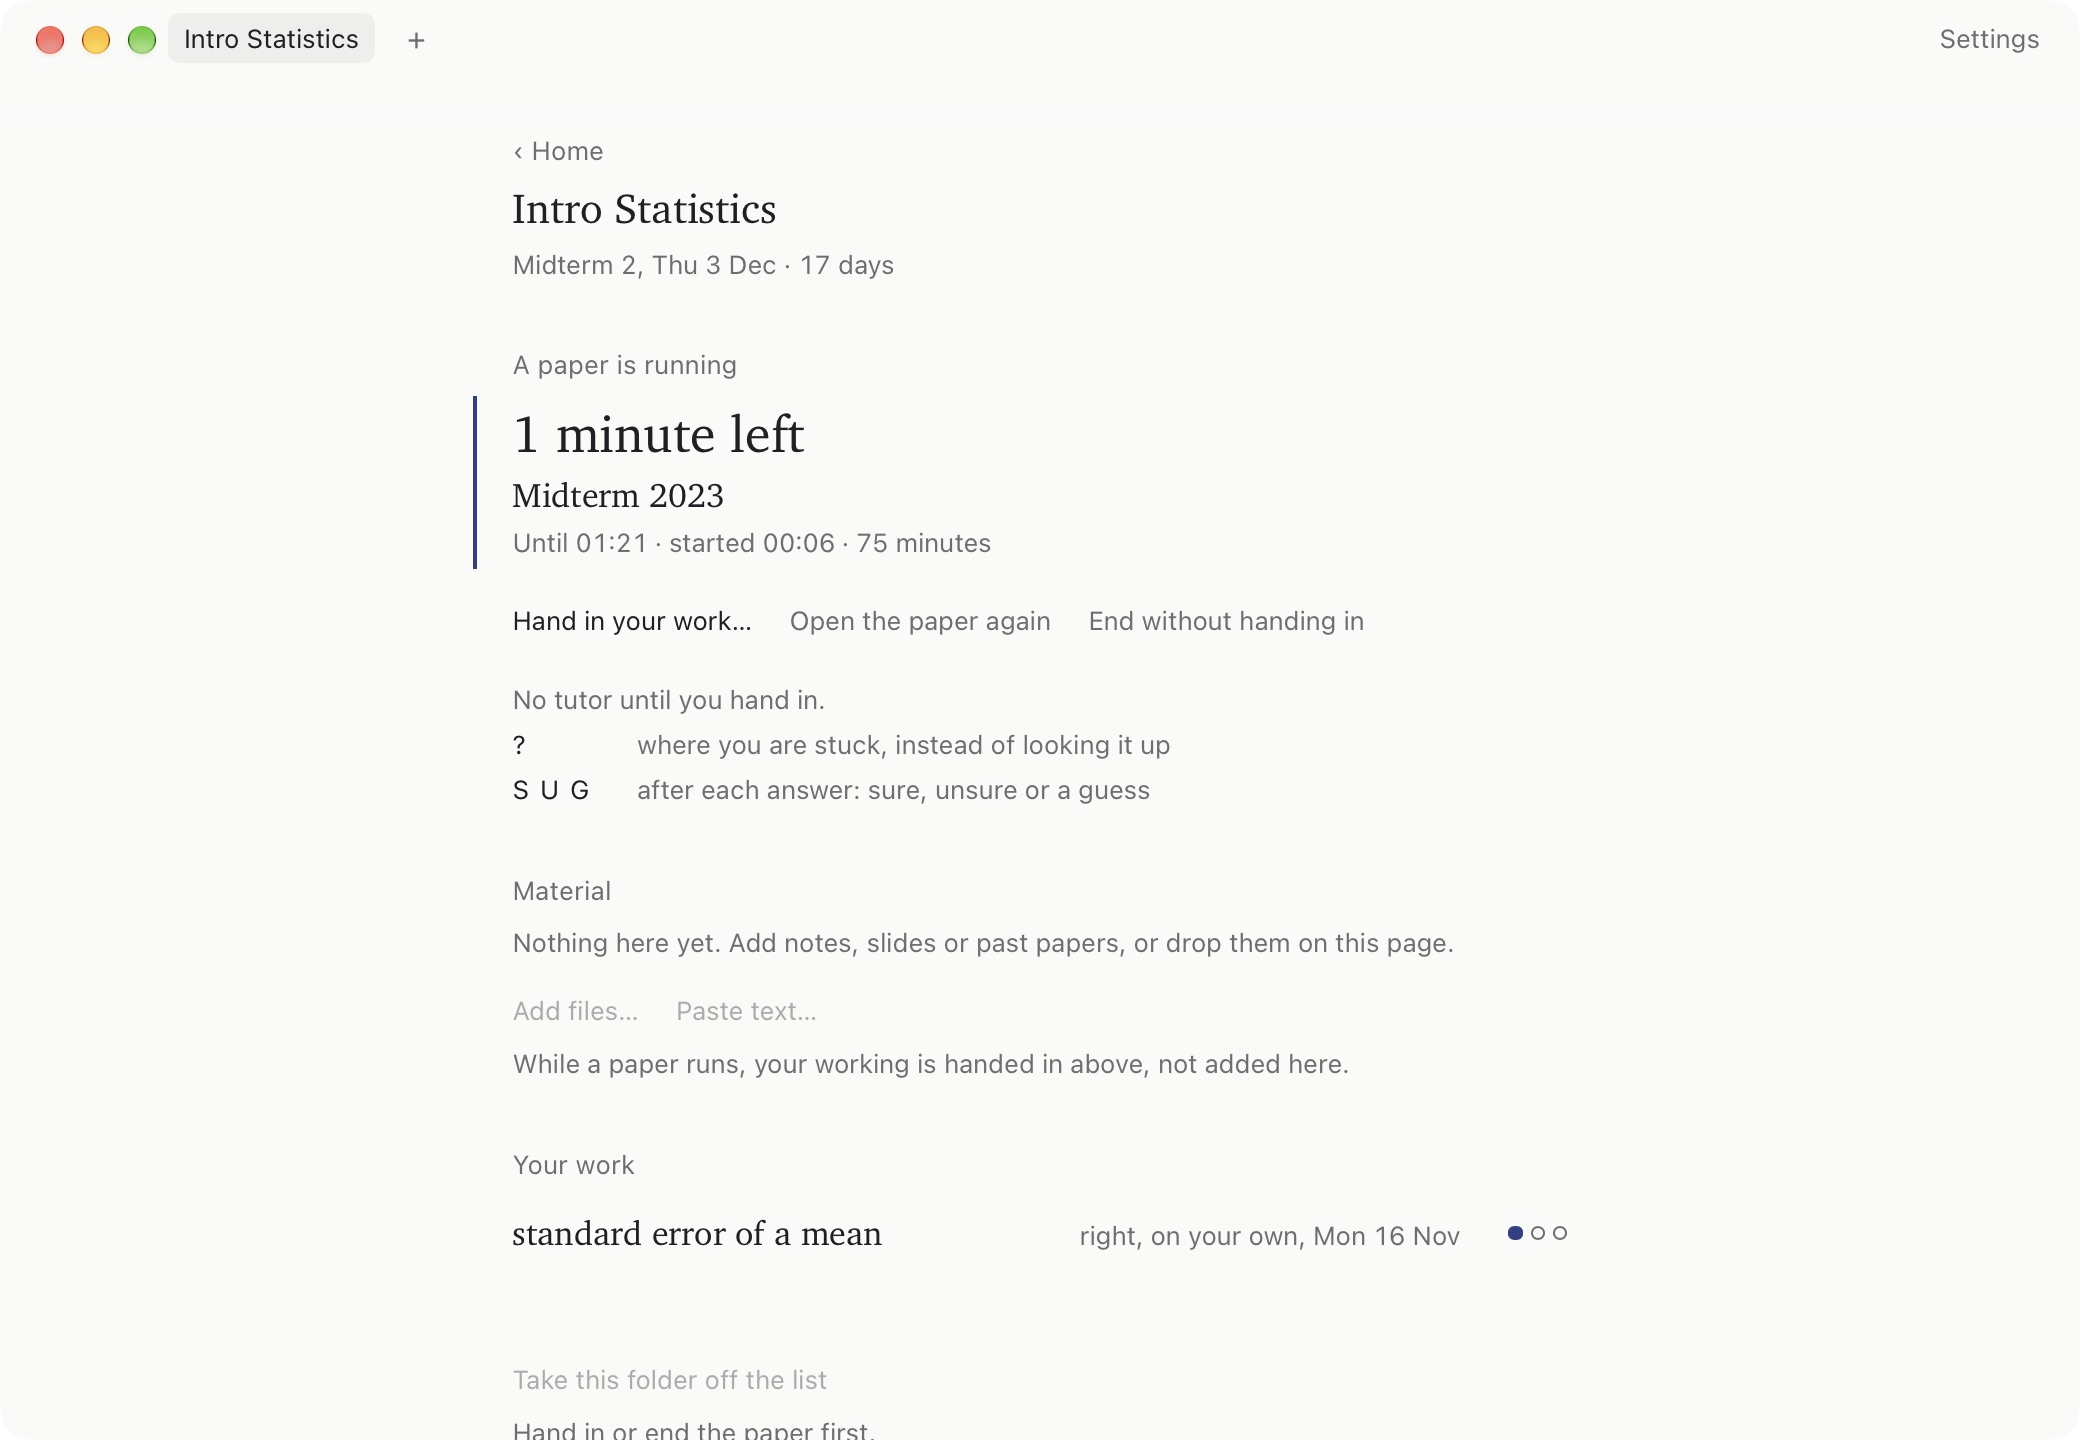 Intro Statistics + Settings
‹ Home
Intro Statistics
Midterm 2, Thu 3 Dec · 17 days
A paper is running
1 minute left
Midterm 2023
Until 01:21 · started 00:06 · 75 minutes
Hand in your work... Open the paper again End without handing in
No tutor until you hand in.
? where you are stuck, instead of looking it up
S U G after each answer: sure, unsure or a guess
Material
Nothing here yet. Add notes, slides or past papers, or drop them on this page.
Add files... Paste text...
While a paper runs, your working is handed in above, not added here.
Your work
standard error of a mean right, on your own, Mon 16 Nov
Take this folder off the list
Hand in or end the paper first.